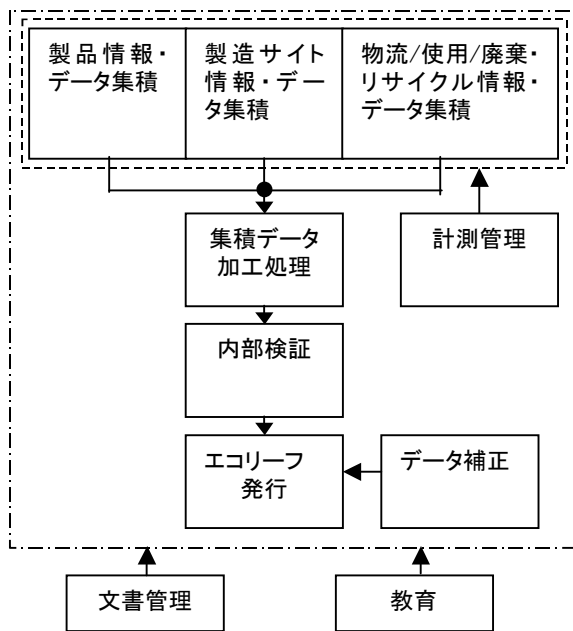 製品情報・
データ集積
製造サイト
情報・デー
タ集積
物流/使用/廃棄・
リサイクル情報・
データ集積
集積データ
加工処理
計測管理
内部検証
エコリーフ
発行
データ補正
文書管理
教育